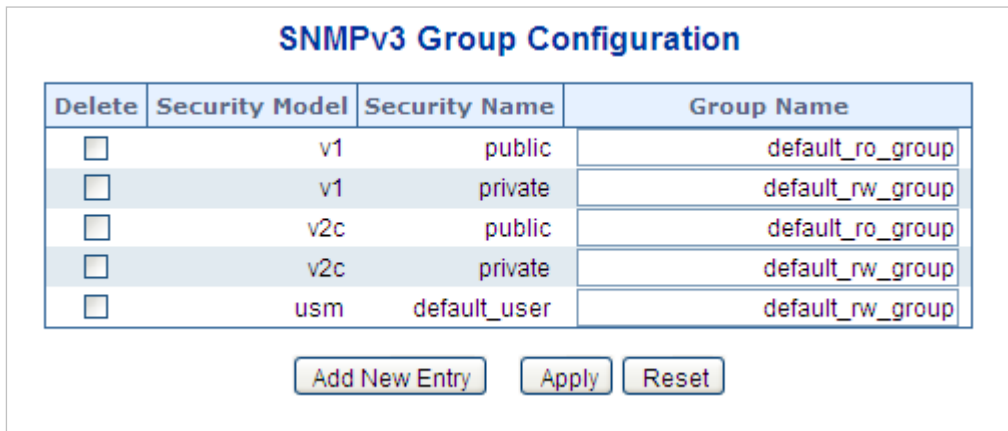 SNMPv3 Group Configuration
Delete Security Model Security Name Group Name
v1 public default_ro_group
v1 private default_rw_group
v2c public default_ro_group
v2c private default_rw_group
usm default_user default_rw_group
Add New Entry Apply Reset